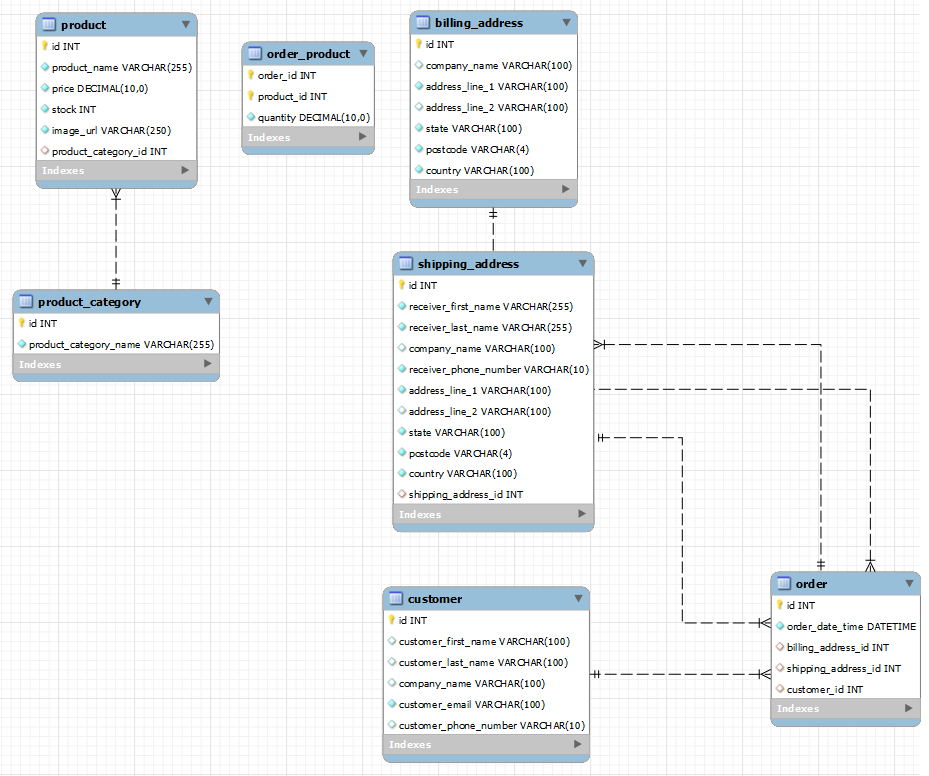 product
id INT
product_name VARCHAR(255)
price DECIMAL(10,0)
stock INT
image_url VARCHAR(250)
product_category_id INT
Indexes
order_product
order_id INT
product_id INT
quantity DECIMAL(10,0)
Indexes
billing_address
id INT
company_name VARCHAR(100)
address_line_1 VARCHAR(100)
address_line_2 VARCHAR(100)
state VARCHAR(100)
postcode VARCHAR(4)
country VARCHAR(100)
Indexes
product_category
id INT
product_category_name VARCHAR(255)
Indexes
shipping_address
id INT
receiver_first_name VARCHAR(255)
receiver_last_name VARCHAR(255)
company_name VARCHAR(100)
receiver_phone_number VARCHAR(10)
address_line_1 VARCHAR(100)
address_line_2 VARCHAR(100)
state VARCHAR(100)
postcode VARCHAR(4)
country VARCHAR(100)
shipping_address_id INT
Indexes
customer
id INT
customer_first_name VARCHAR(100)
customer_last_name VARCHAR(100)
company_name VARCHAR(100)
customer_email VARCHAR(100)
customer_phone_number VARCHAR(10)
Indexes
order
id INT
order_date_time DATETIME
billing_address_id INT
shipping_address_id INT
customer_id INT
Indexes